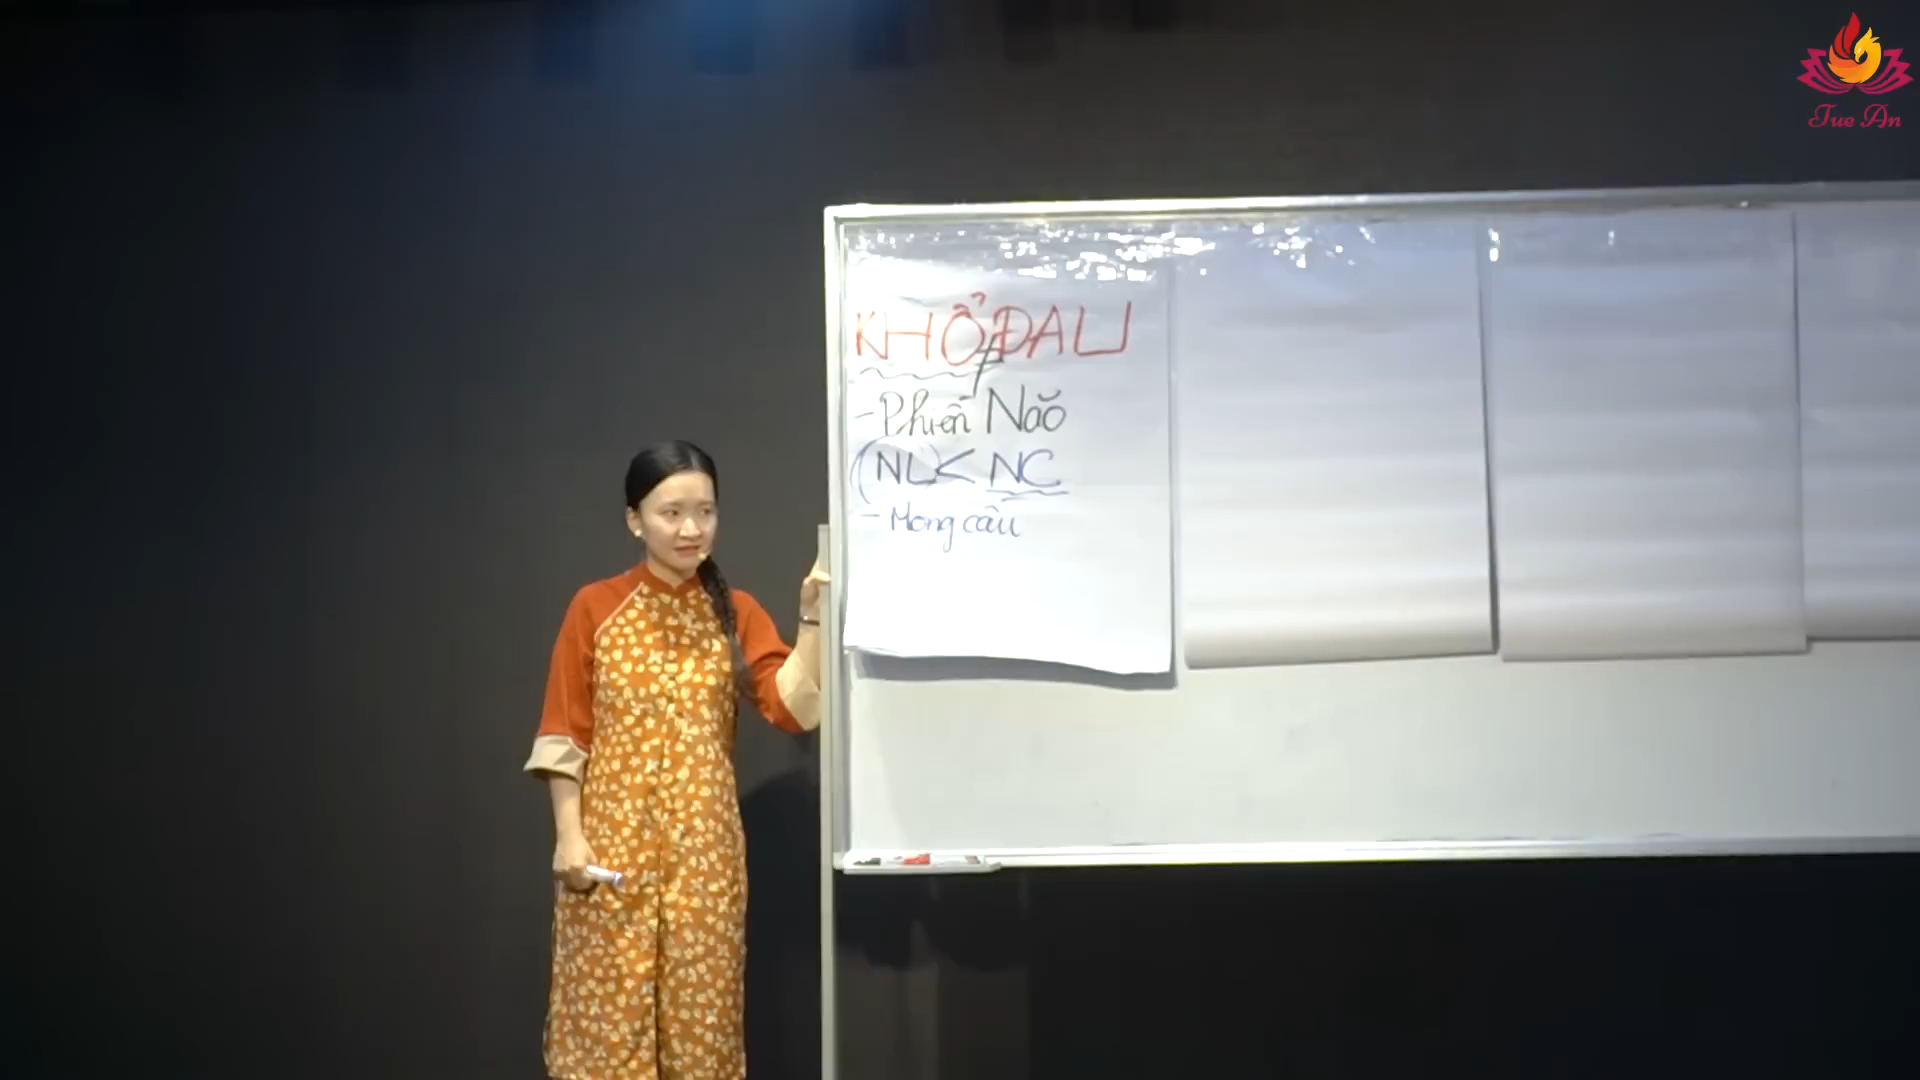 Tue An
KHỔ ≠ ĐAU
- Phiền Não
(NL) < NC
- Mong cầu